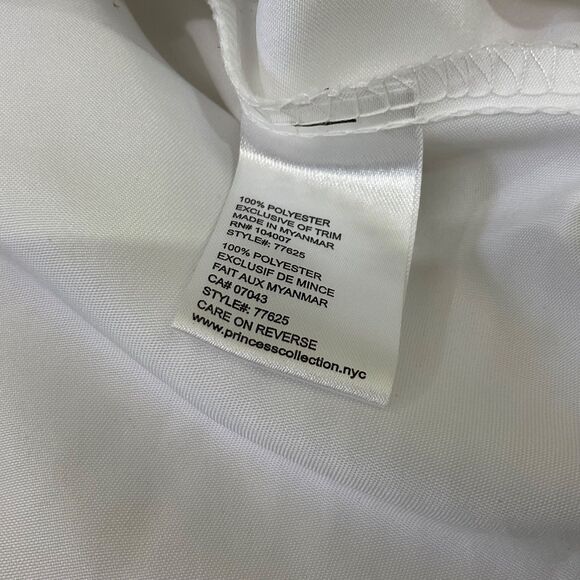 100% POLYESTER
EXCLUSIVE OF TRIM
MADE IN MYANMAR
RN# 104007
STYLE#: 77625
100% POLYESTER
EXCLUSIF DE MINCE
FAIT AUX MYANMAR
CA# 07043
STYLE#: 77625
CARE ON REVERSE
www.princesscollection.nyc